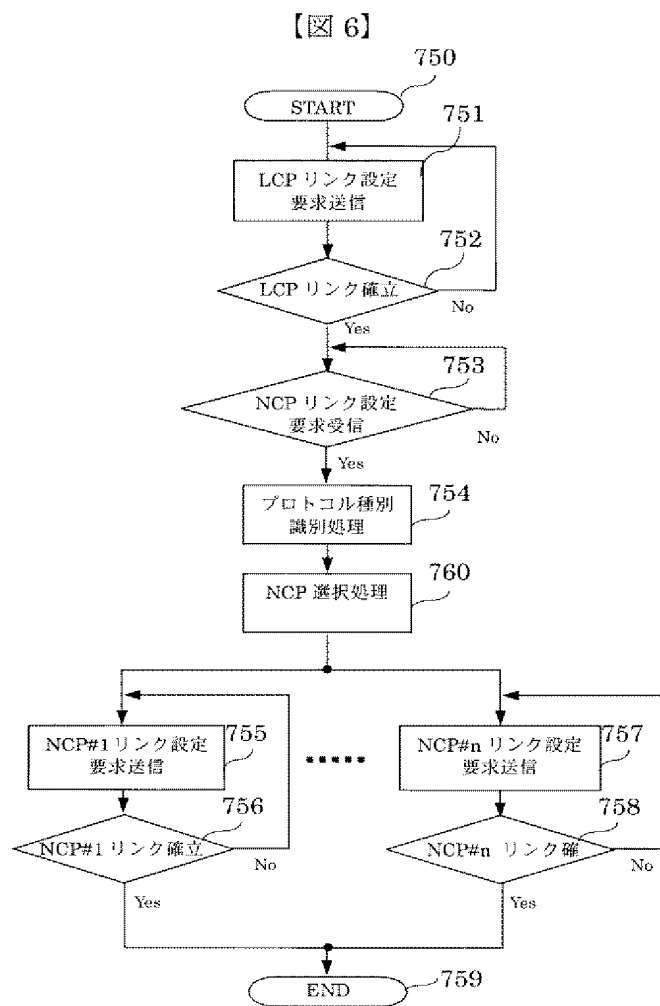 【図 6】
750
START
751
LCP リンク設定
要求送信
752
LCP リンク確立
No
Yes
753
NCP リンク設定
要求受信
No
Yes
プロトコル種別
識別処理
754
NCP 選択処理
760
NCP#1 リンク設定
要求送信
755
NCP#n リンク設定
要求送信
757
756
NCP#1 リンク確立
No
Yes
758
NCP#n リンク確
No
Yes
END
759